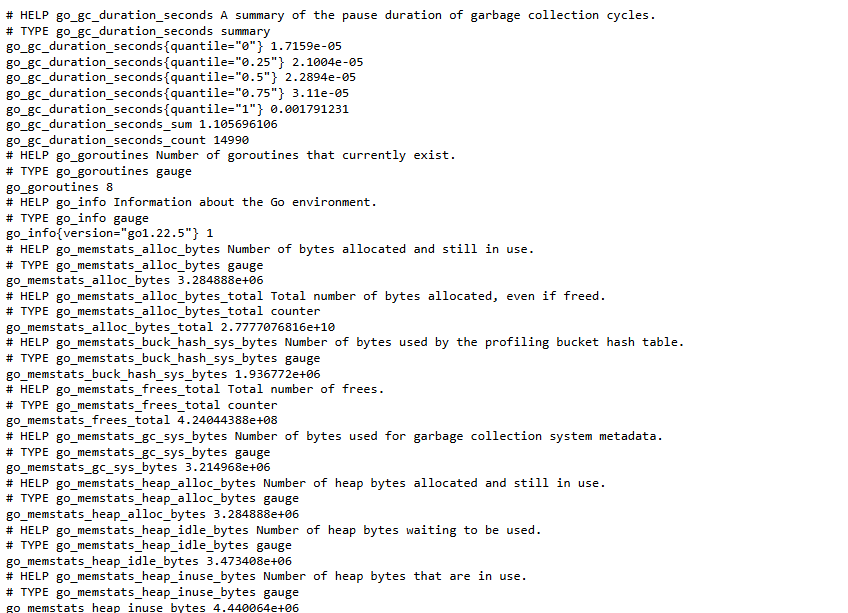 # HELP go_gc_duration_seconds A summary of the pause duration of garbage collection cycles.
# TYPE go_gc_duration_seconds summary
go_gc_duration_seconds{quantile="0"} 1.7159e-05
go_gc_duration_seconds{quantile="0.25"} 2.1004e-05
go_gc_duration_seconds{quantile="0.5"} 2.2894e-05
go_gc_duration_seconds{quantile="0.75"} 3.11e-05
go_gc_duration_seconds{quantile="1"} 0.001791231
go_gc_duration_seconds_sum 1.105696106
go_gc_duration_seconds_count 14990
# HELP go_goroutines Number of goroutines that currently exist.
# TYPE go_goroutines gauge
go_goroutines 8
# HELP go_info Information about the Go environment.
# TYPE go_info gauge
go_info{version="go1.22.5"} 1
# HELP go_memstats_alloc_bytes Number of bytes allocated and still in use.
# TYPE go_memstats_alloc_bytes gauge
go_memstats_alloc_bytes 3.284888e+06
# HELP go_memstats_alloc_bytes_total Total number of bytes allocated, even if freed.
# TYPE go_memstats_alloc_bytes_total counter
go_memstats_alloc_bytes_total 2.7777076816e+10
# HELP go_memstats_buck_hash_sys_bytes Number of bytes used by the profiling bucket hash table.
# TYPE go_memstats_buck_hash_sys_bytes gauge
go_memstats_buck_hash_sys_bytes 1.936772e+06
# HELP go_memstats_frees_total Total number of frees.
# TYPE go_memstats_frees_total counter
go_memstats_frees_total 4.24044388e+08
# HELP go_memstats_gc_sys_bytes Number of bytes used for garbage collection system metadata.
# TYPE go_memstats_gc_sys_bytes gauge
go_memstats_gc_sys_bytes 3.214968e+06
# HELP go_memstats_heap_alloc_bytes Number of heap bytes allocated and still in use.
# TYPE go_memstats_heap_alloc_bytes gauge
go_memstats_heap_alloc_bytes 3.284888e+06
# HELP go_memstats_heap_idle_bytes Number of heap bytes waiting to be used.
# TYPE go_memstats_heap_idle_bytes gauge
go_memstats_heap_idle_bytes 3.473408e+06
# HELP go_memstats_heap_inuse_bytes Number of heap bytes that are in use.
# TYPE go_memstats_heap_inuse_bytes gauge
go_memstats_heap_inuse_bytes 4.440064e+06